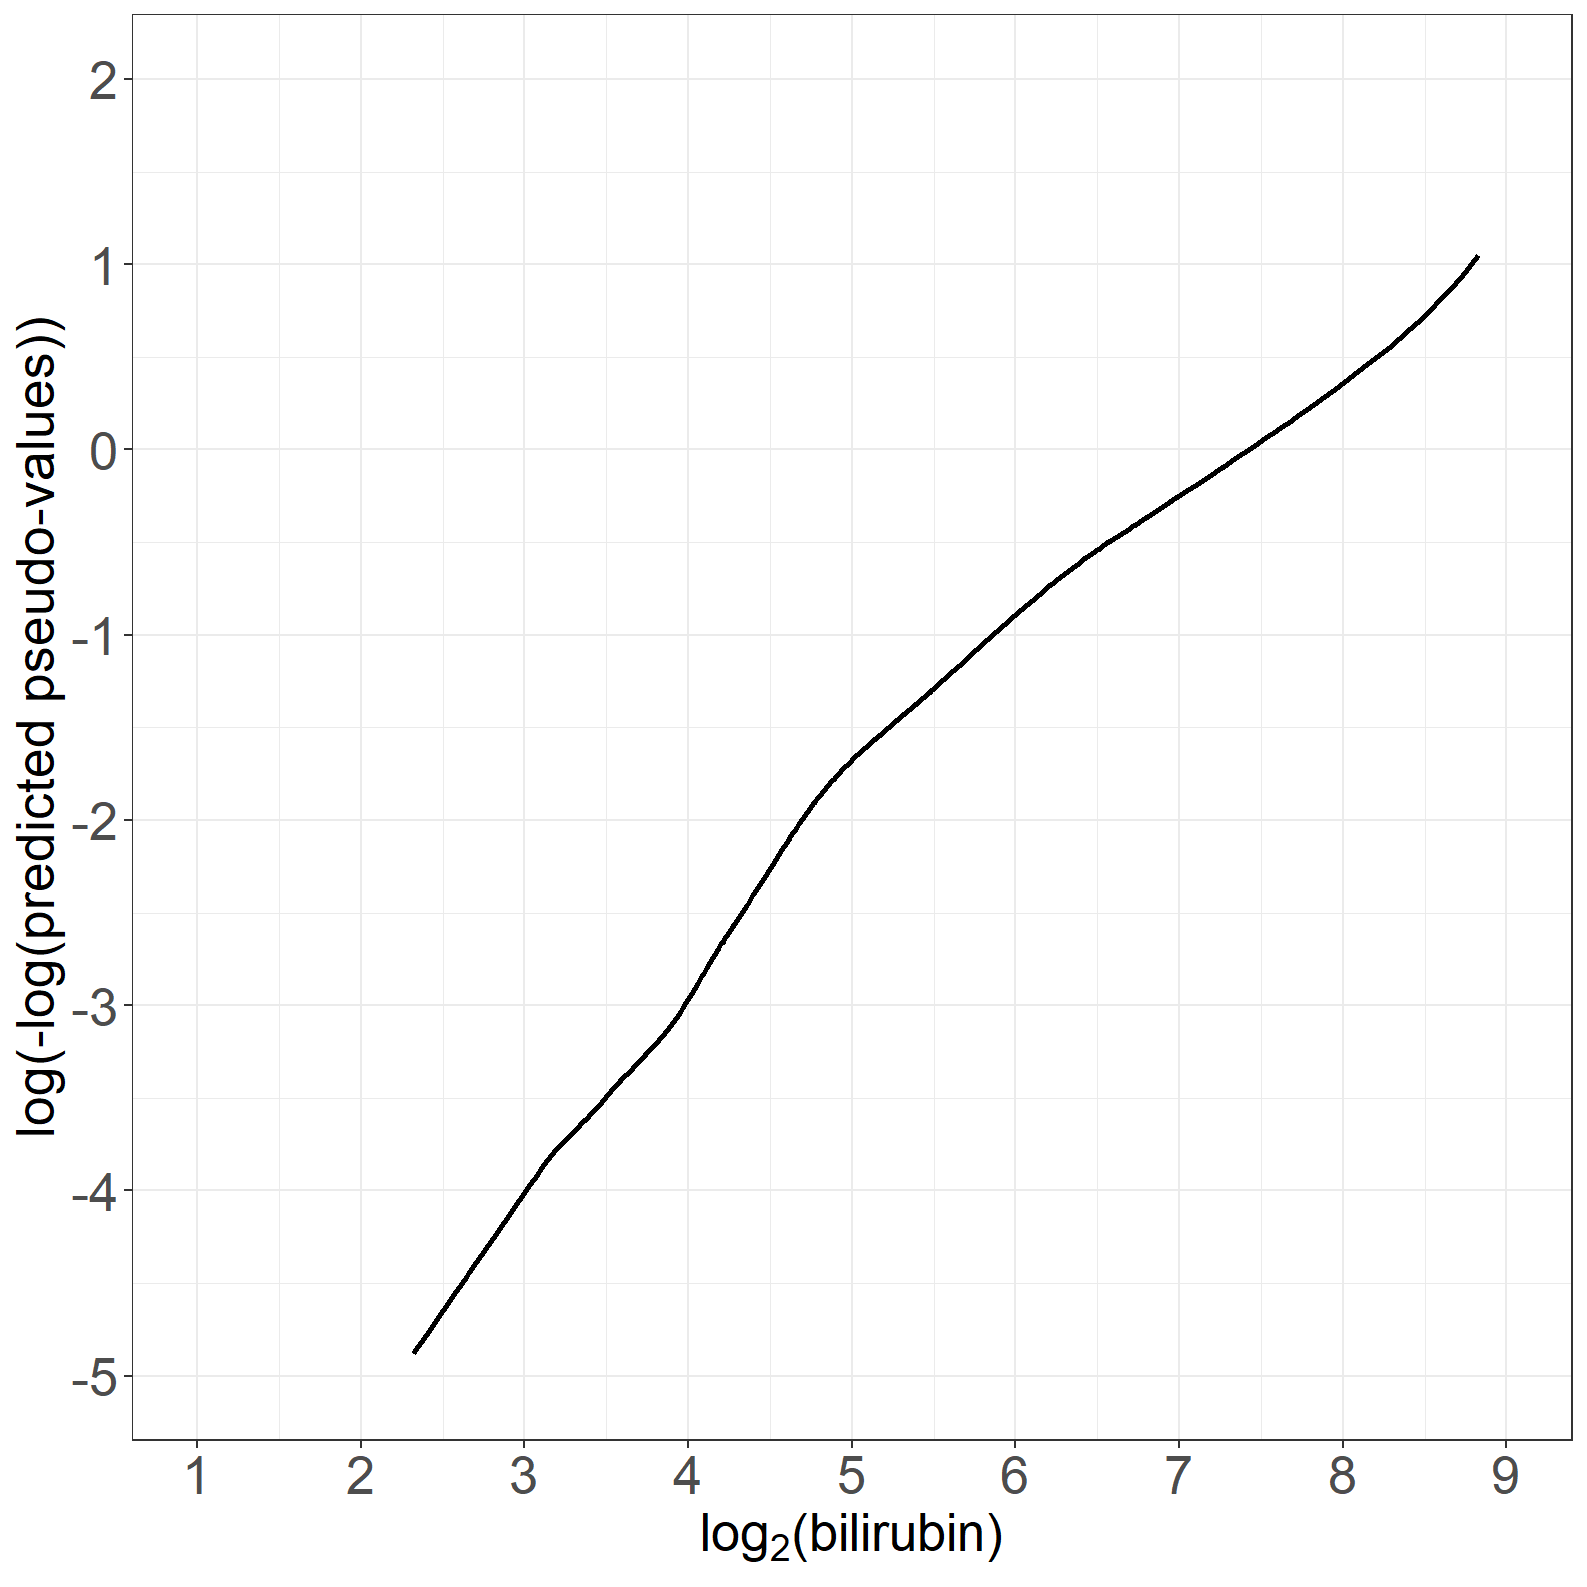 log(-log(predicted pseudo-values))
2
1
0
-1
-2
-3
-4
-5
1 2 3 4 5 6 7 8 9
log₂(bilirubin)